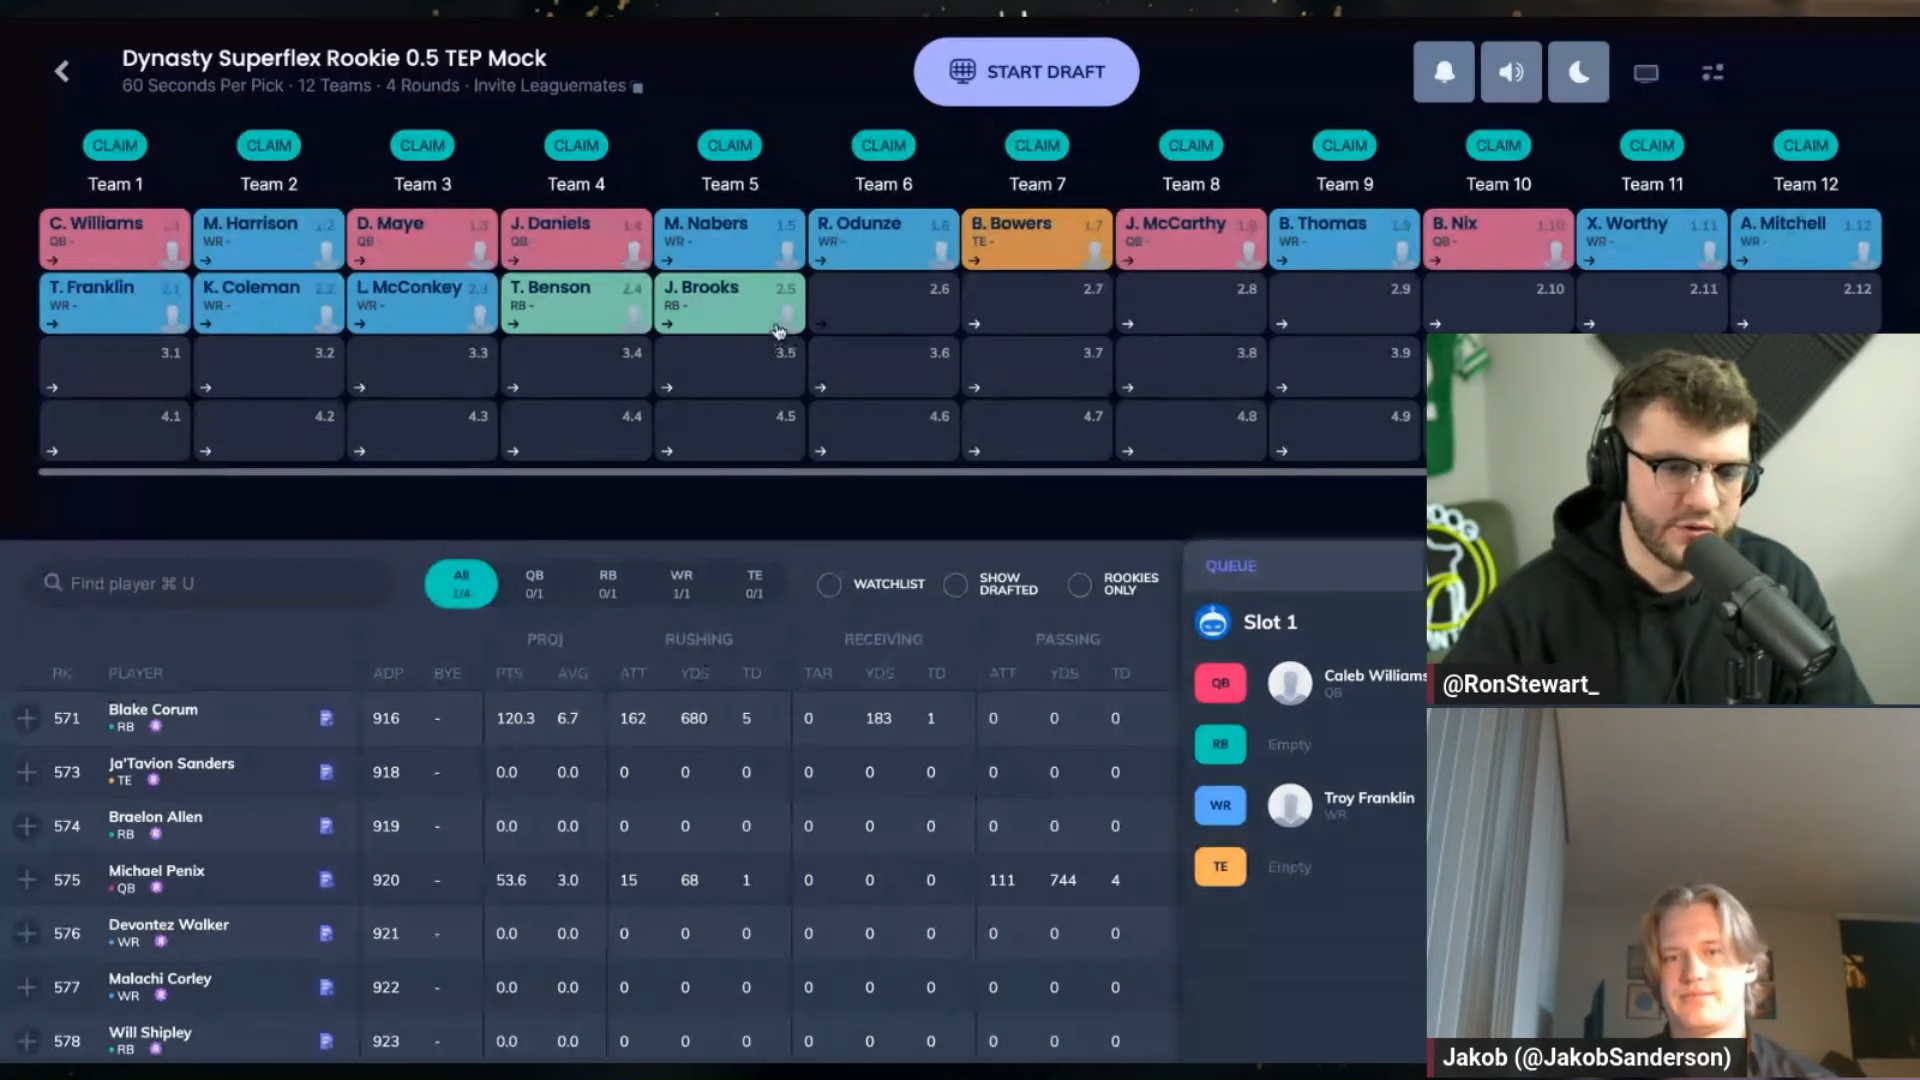 Dynasty Superflex Rookie 0.5 TEP Mock
60 Seconds Per Pick · 12 Teams · 4 Rounds · Invite Leaguemates
START DRAFT
CLAIM CLAIM CLAIM CLAIM CLAIM CLAIM CLAIM CLAIM CLAIM CLAIM CLAIM CLAIM
Team 1 Team 2 Team 3 Team 4 Team 5 Team 6 Team 7 Team 8 Team 9 Team 10 Team 11 Team 12
C. Williams 1.1 M. Harrison 1.2 D. Maye 1.3 J. Daniels 1.4 M. Nabers 1.5 R. Odunze 1.6 B. Bowers 1.7 J. McCarthy 1.8 B. Thomas 1.9 B. Nix 1.10 X. Worthy 1.11 A. Mitchell 1.12
QB - WR - QB - QB - WR - WR - TE - QB - WR - QB - WR - WR -
T. Franklin 2.1 K. Coleman 2.2 L. McConkey 2.3 T. Benson 2.4 J. Brooks 2.5 2.6 2.7 2.8 2.9 2.10 2.11 2.12
WR - WR - WR - RB - RB -
3.1 3.2 3.3 3.4 3.5 3.6 3.7 3.8 3.9
4.1 4.2 4.3 4.4 4.5 4.6 4.7 4.8 4.9
Find player ⌘ U
All QB RB WR TE
1/4 0/1 0/1 1/1 0/1
WATCHLIST
SHOW DRAFTED
ROOKIES ONLY
PROJ RUSHING RECEIVING PASSING
RK PLAYER ADP BYE PTS AVG ATT YDS TD TAR YDS TD ATT YDS TD
571 Blake Corum RB 916 - 120.3 6.7 162 680 5 0 183 1 0 0 0
573 Ja'Tavion Sanders TE 918 - 0.0 0.0 0 0 0 0 0 0 0 0 0
574 Braelon Allen RB 919 - 0.0 0.0 0 0 0 0 0 0 0 0 0
575 Michael Penix QB 920 - 53.6 3.0 15 68 1 0 0 0 111 744 4
576 Devontez Walker WR 921 - 0.0 0.0 0 0 0 0 0 0 0 0 0
577 Malachi Corley WR 922 - 0.0 0.0 0 0 0 0 0 0 0 0 0
578 Will Shipley RB 923 - 0.0 0.0 0 0 0 0 0 0 0 0 0
QUEUE
Slot 1
QB Caleb Williams
QB
RB Empty
WR Troy Franklin
WR
TE Empty
@RonStewart_
Jakob (@JakobSanderson)